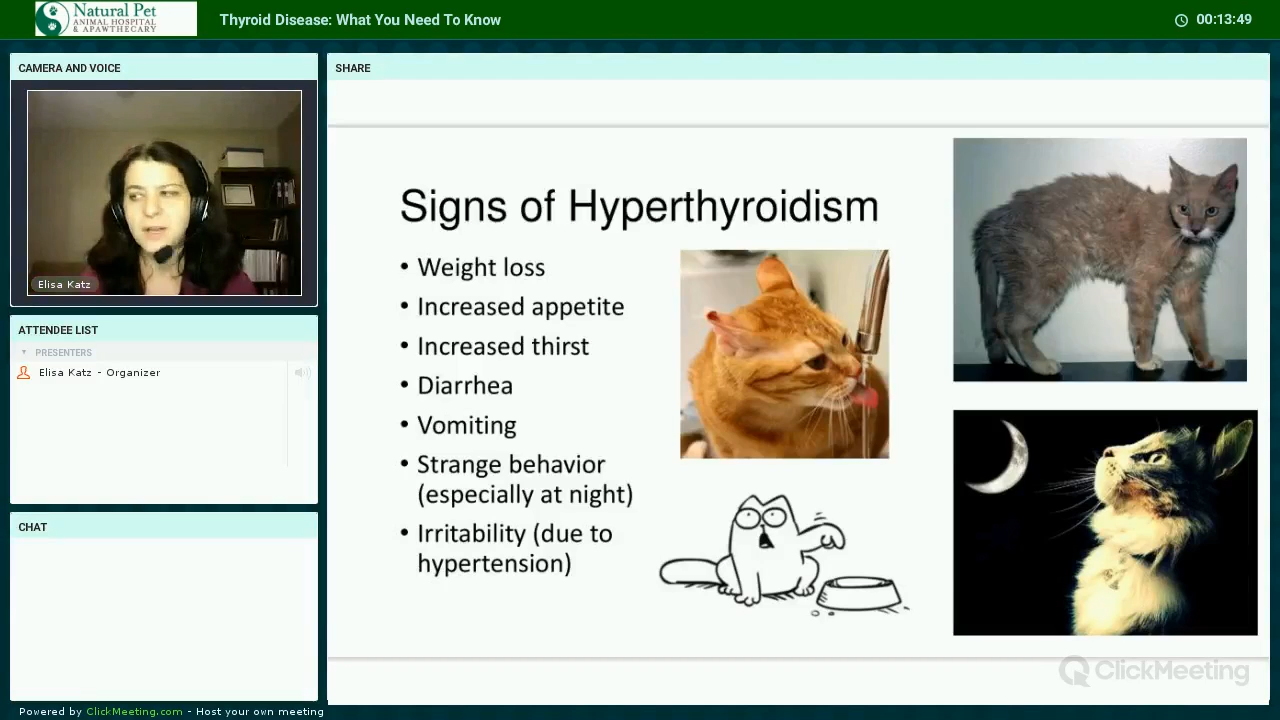 Natural Pet
ANIMAL HOSPITAL
& APAWTHECARY
Thyroid Disease: What You Need To Know
00:13:49
CAMERA AND VOICE
Elisa Katz
ATTENDEE LIST
PRESENTERS
Elisa Katz - Organizer
CHAT
SHARE
Signs of Hyperthyroidism
• Weight loss
• Increased appetite
• Increased thirst
• Diarrhea
• Vomiting
• Strange behavior
(especially at night)
• Irritability (due to
hypertension)
ClickMeeting
Powered by ClickMeeting.com - Host your own meeting